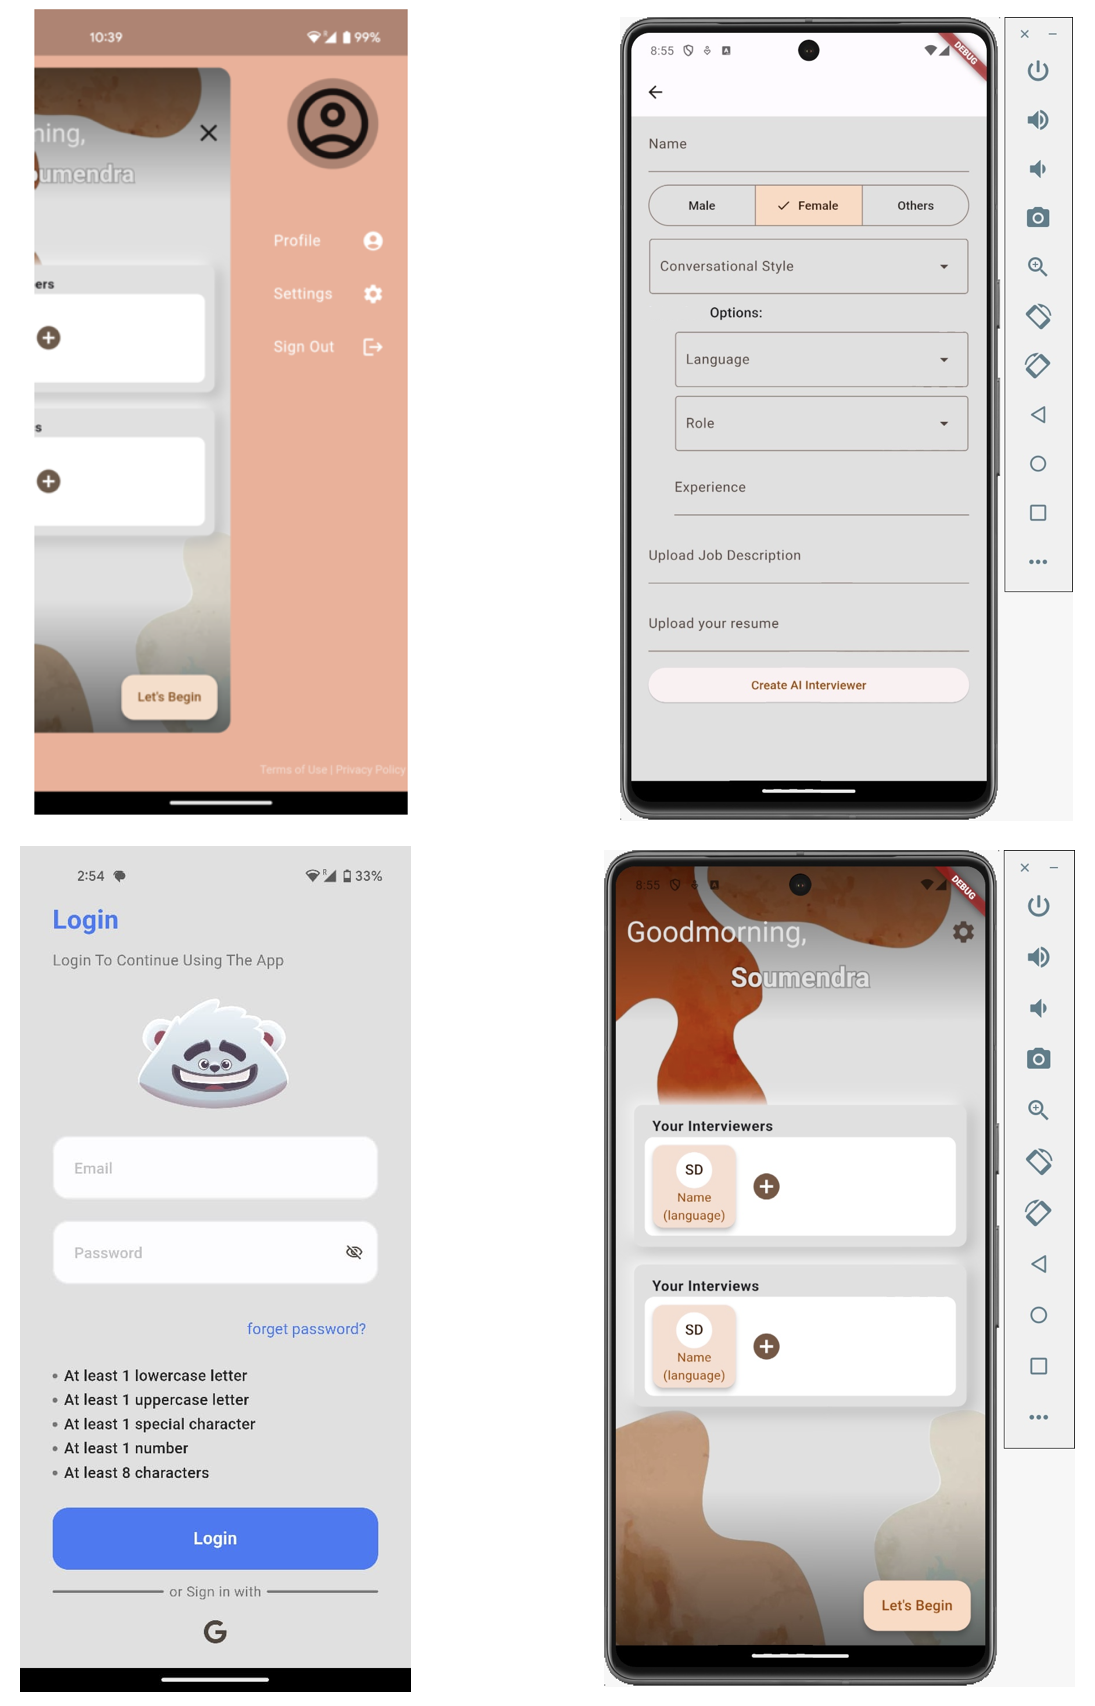 10:39
R
99%
ning,
oumendra
Profile
Settings
Sign Out
ers
s
Let's Begin
Terms of Use | Privacy Policy
8:55
A
DEBUG
Name
Male
Female
Others
Conversational Style
Options:
Language
Role
Experience
Upload Job Description
Upload your resume
Create AI Interviewer
2:54
R
33%
Login
Login To Continue Using The App
Email
Password
forget password?
• At least 1 lowercase letter
• At least 1 uppercase letter
• At least 1 special character
• At least 1 number
• At least 8 characters
Login
or Sign in with
G
8:55
A
DEBUG
Goodmorning,
Soumendra
Your Interviewers
SD
Name
(language)
Your Interviews
SD
Name
(language)
Let's Begin